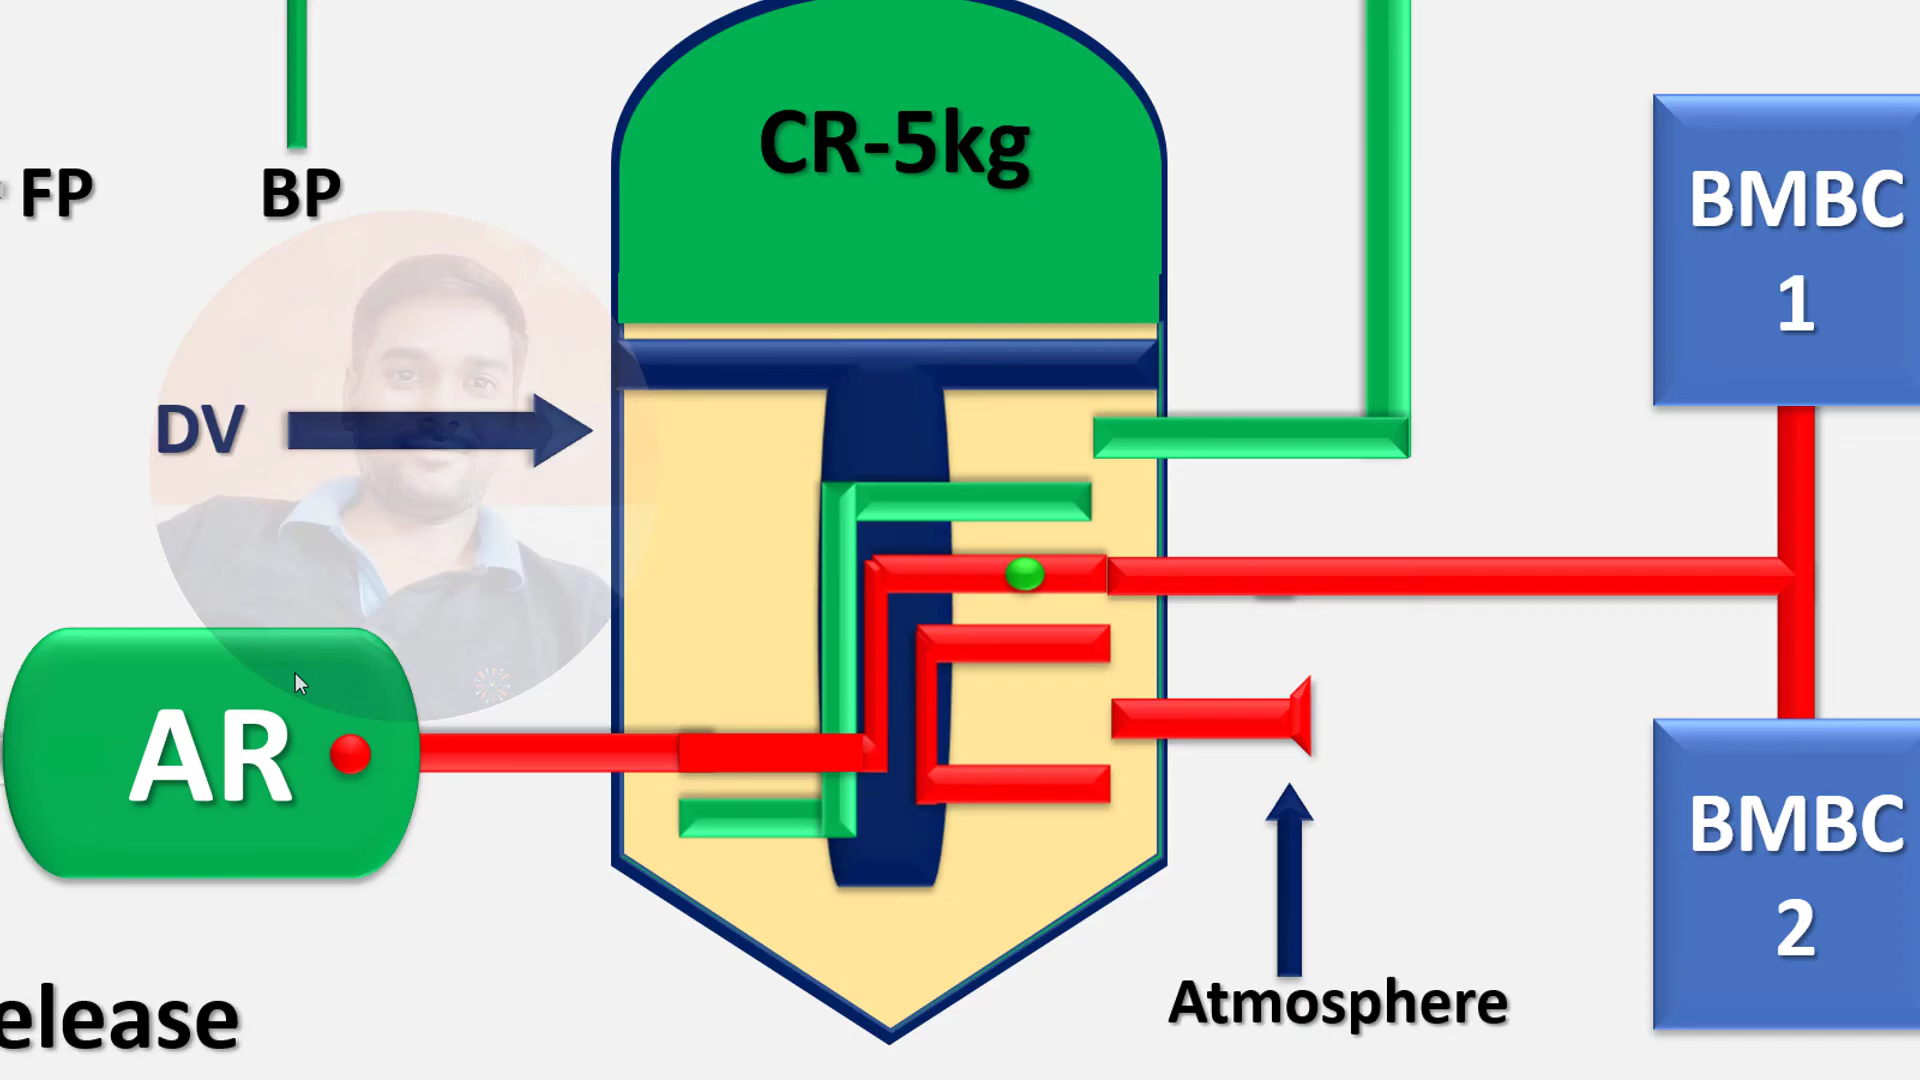 CR-5kg
FP
BP
BMBC
1
DV
AR
BMBC
2
Atmosphere
elease